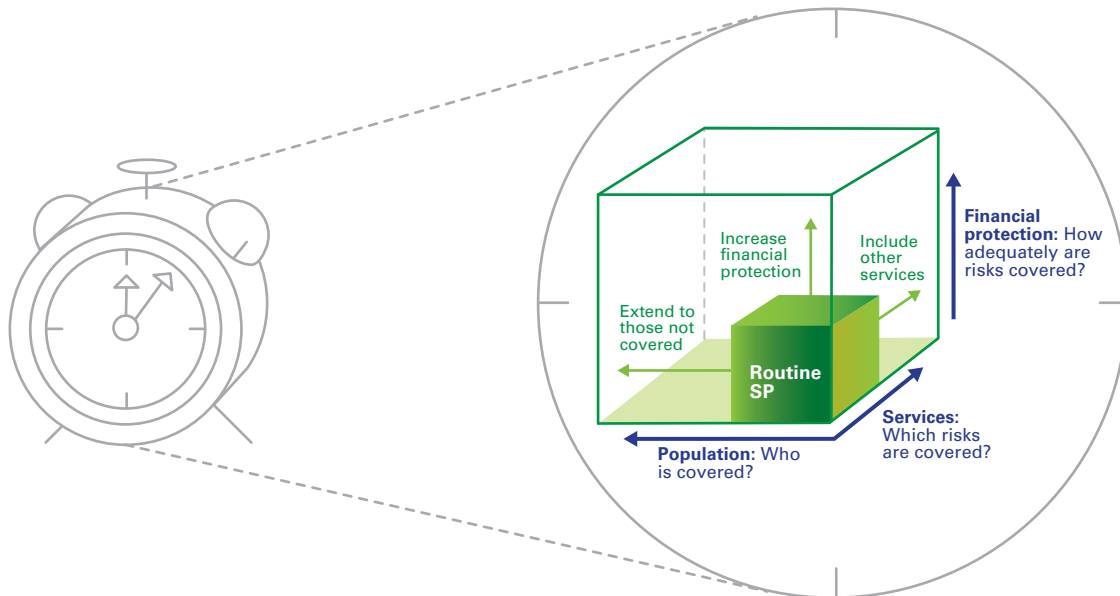 Financial
protection: How
adequately are
risks covered?
Increase
financial
protection
Include
other
services
Extend to
those not
covered
Routine
SP
Services:
Which risks
are covered?
Population: Who
is covered?